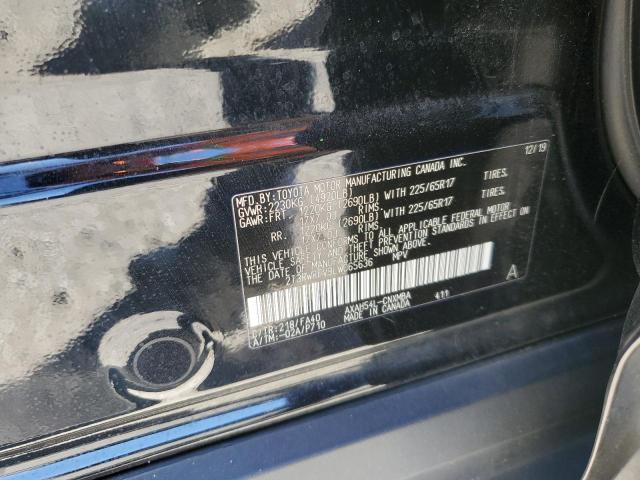 MFD.BY:TOYOTA MOTOR MANUFACTURING CANADA INC. 12/19
GVWR:2230KG (4920LB)
GAWR:FRT. 1220KG (2690LB) WITH 225/65R17 TIRES.
RIMS.
RR. 1220KG (2690LB) WITH 225/65R17 TIRES.
RIMS.
THIS VEHICLE CONFORMS TO ALL APPLICABLE FEDERAL MOTOR
VEHICLE SAFETY AND THEFT PREVENTION STANDARDS IN EFFECT
ON THE DATE OF MANUFACTURE SHOWN ABOVE.
MPV
A
C/TR:218/FA40 AXAH54L-CNXMBA
A/TM:-02A/P710 MADE IN CANADA